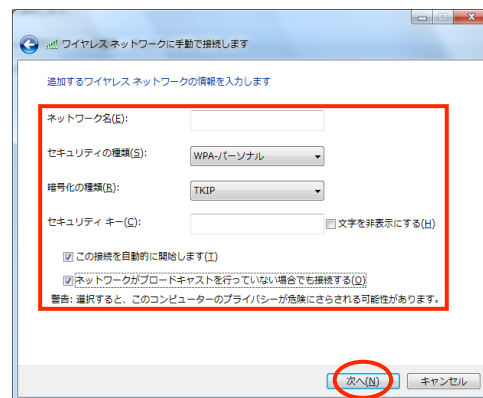 ワイヤレス ネットワークに手動で接続します
追加するワイヤレス ネットワークの情報を入力します
ネットワーク名(E):
セキュリティの種類(S):
WPA-パーソナル
暗号化の種類(R):
TKIP
セキュリティ キー(C):
文字を非表示にする(H)
この接続を自動的に開始します(T)
ネットワークがブロードキャストを行っていない場合でも接続する(O)
警告: 選択すると、このコンピューターのプライバシーが危険にさらされる可能性があります。
次へ(N)
キャンセル